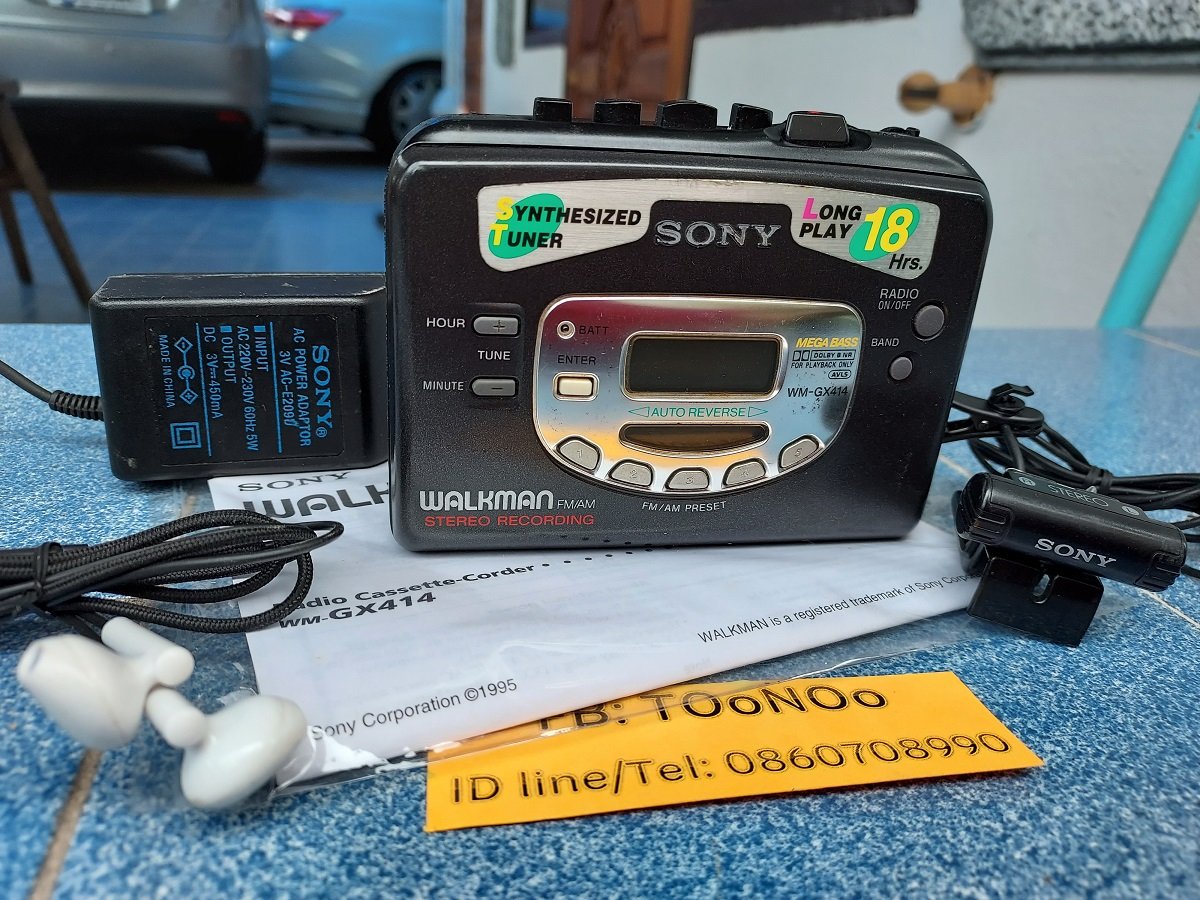 SYNTHESIZED
TUNER
SONY
LONG
PLAY 18
Hrs.
RADIO
ON/OFF
BAND
HOUR
+
TUNE
MINUTE
-
BATT
ENTER
MEGA BASS
DOLBY B NR
FOR PLAYBACK ONLY
AVLS
WM-GX414
AUTO REVERSE
1
2
3
4
5
WALKMAN FM/AM
STEREO RECORDING
FM/AM PRESET
SONY®
AC POWER ADAPTOR
3V AC-E2090
INPUT
AC 220V-230V 60Hz 5W
OUTPUT
DC 3V 450mA
MADE IN CHINA
STEREO
SONY
SONY
Radio Cassette-Corder
WM-GX414
WALKMAN is a registered trademark of Sony
Sony Corporation ©1995
FB: TOoNOo
ID line/Tel: 0860708990